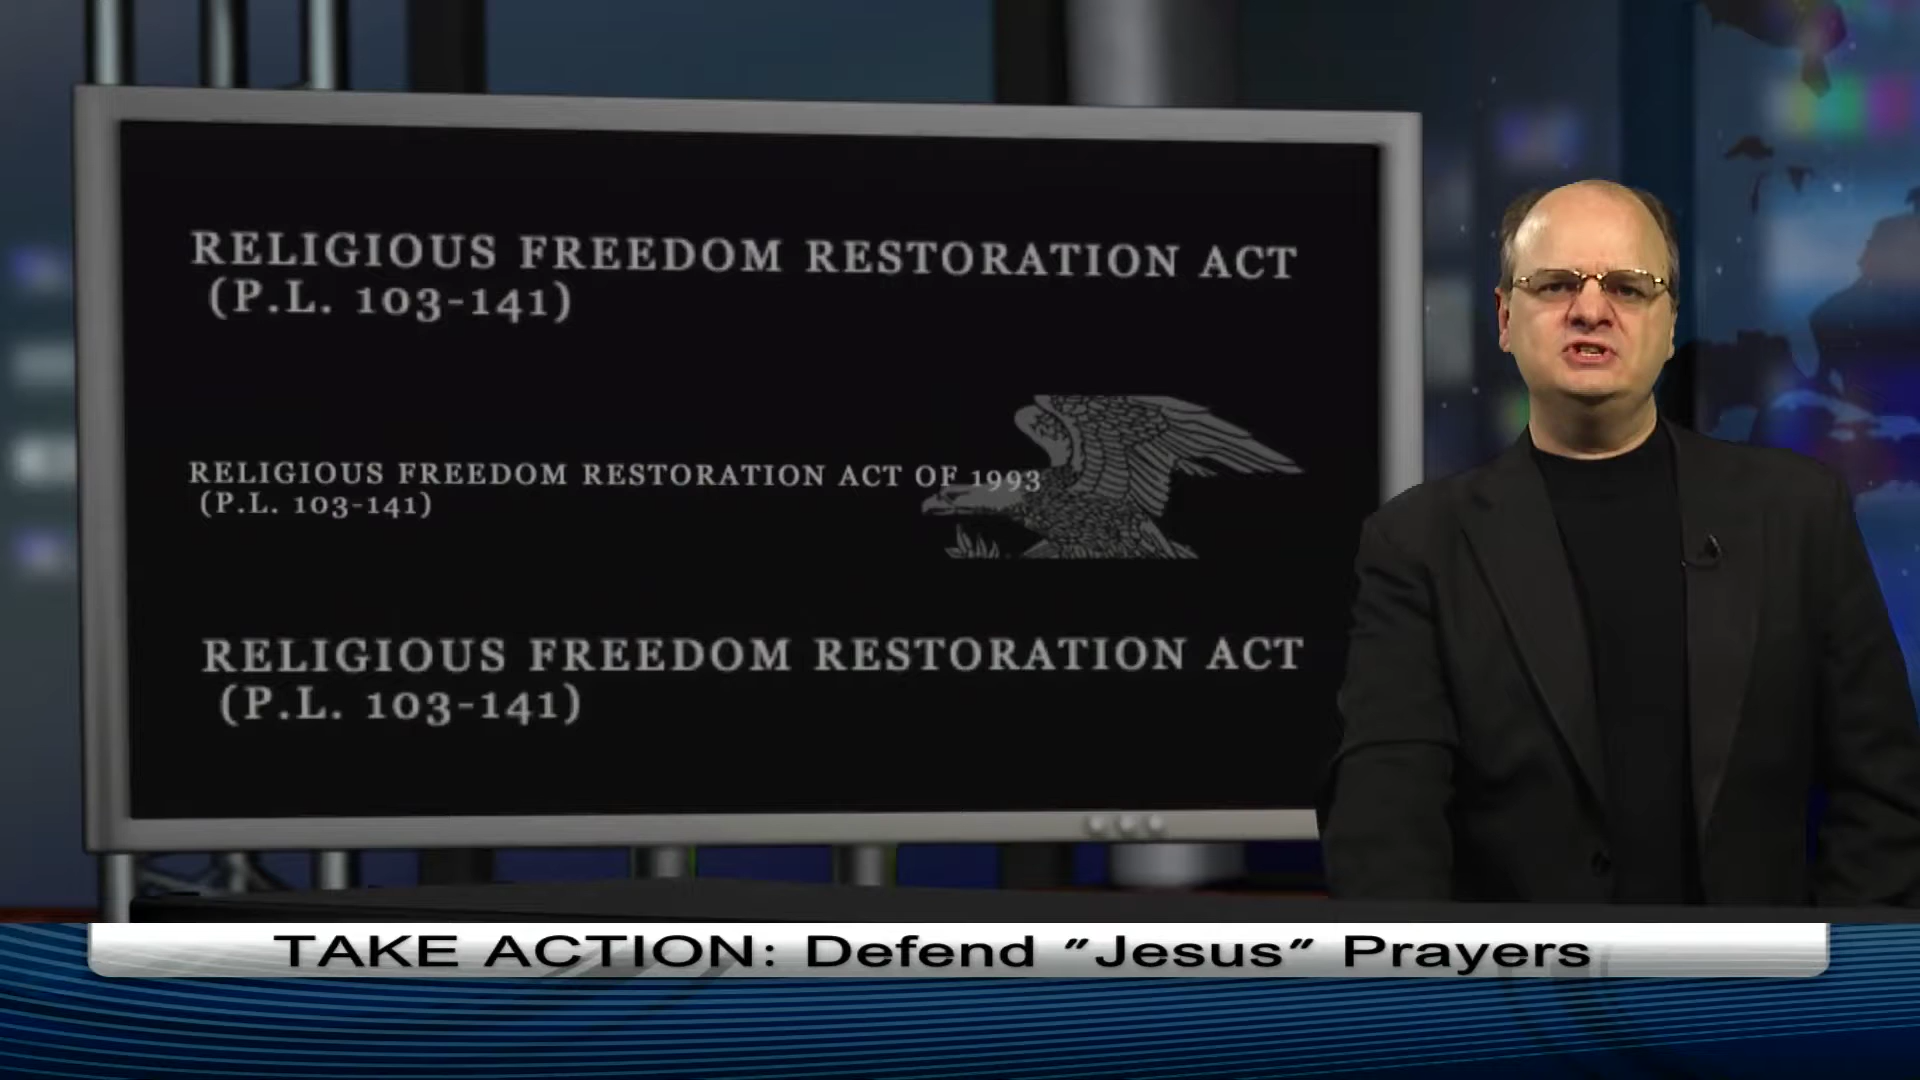 RELIGIOUS FREEDOM RESTORATION ACT
(P.L. 103-141)
RELIGIOUS FREEDOM RESTORATION ACT OF 1993
(P.L. 103-141)
RELIGIOUS FREEDOM RESTORATION ACT
(P.L. 103-141)
TAKE ACTION: Defend "Jesus" Prayers